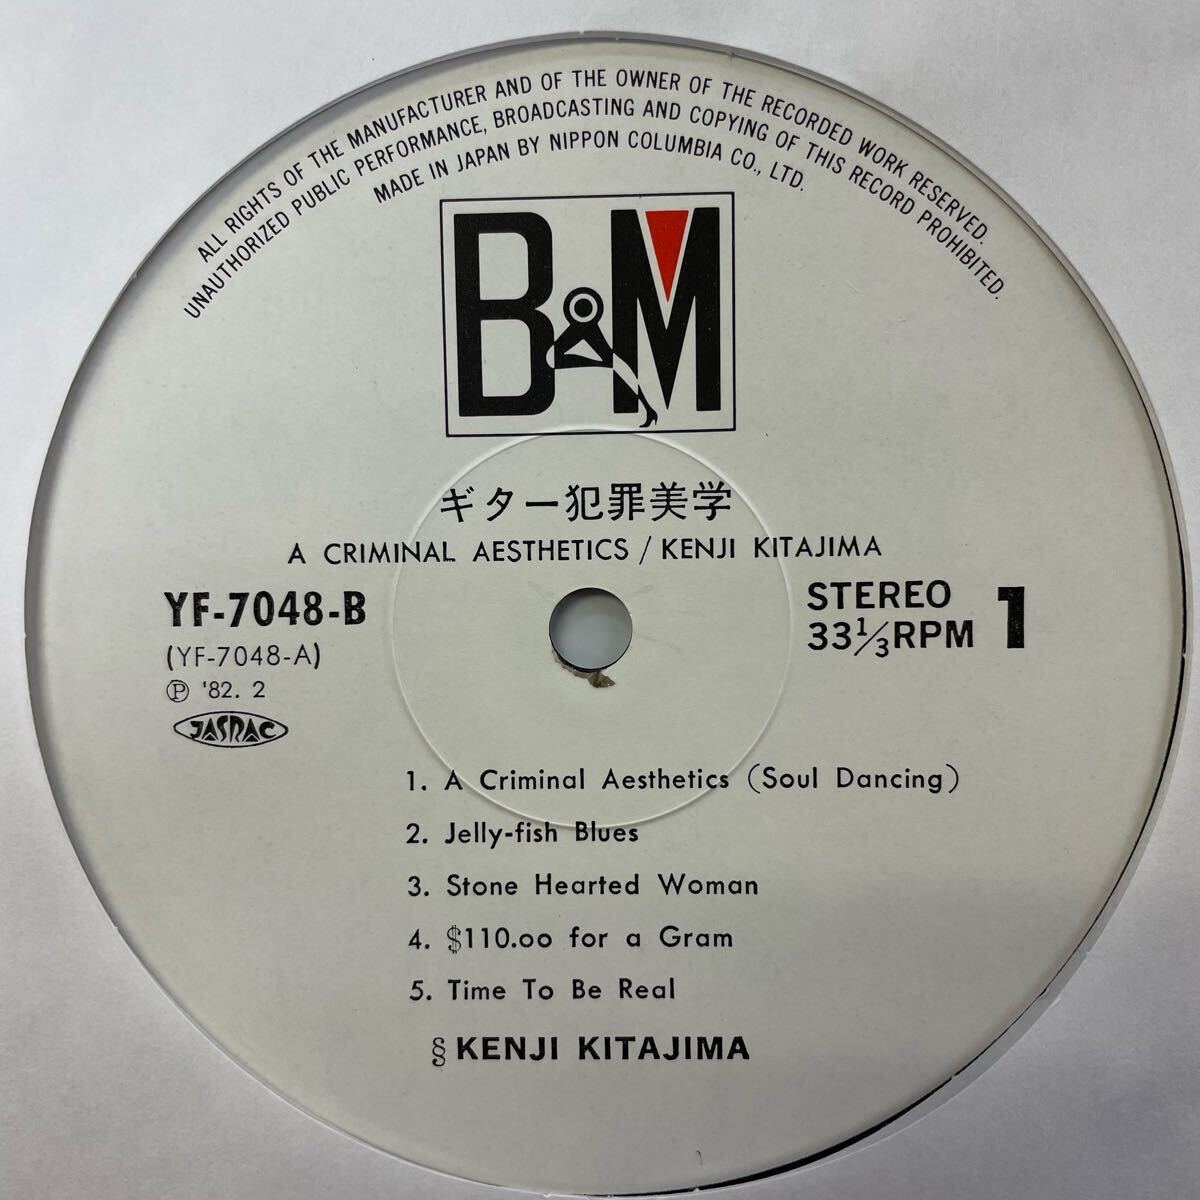 ALL RIGHTS OF THE MANUFACTURER AND OF THE OWNER OF THE RECORDED WORK RESERVED.
UNAUTHORIZED PUBLIC PERFORMANCE, BROADCASTING AND COPYING OF THIS RECORD PROHIBITED.
MADE IN JAPAN BY NIPPON COLUMBIA CO., LTD.
B&M
ギター犯罪美学
A CRIMINAL AESTHETICS / KENJI KITAJIMA
YF-7048-B
(YF-7048-A)
Ⓟ '82. 2
JASRAC
STEREO
33 1/3 RPM
1
1. A Criminal Aesthetics (Soul Dancing)
2. Jelly-fish Blues
3. Stone Hearted Woman
4. $110.oo for a Gram
5. Time To Be Real
§ KENJI KITAJIMA